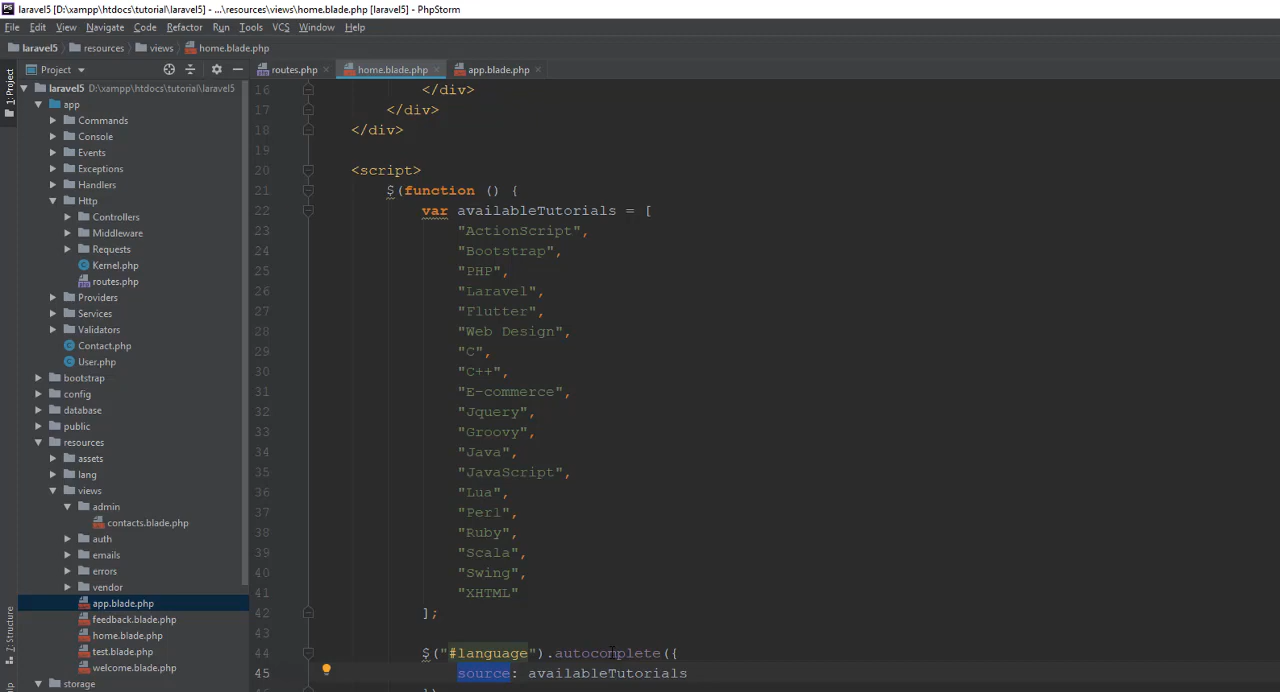 laravel5 [D:\xampp\htdocs\tutorial\laravel5] - ...\resources\views\home.blade.php [laravel5] - PhpStorm
File Edit View Navigate Code Refactor Run Tools VCS Window Help
laravel5 resources views home.blade.php
Project
routes.php home.blade.php app.blade.php
1: Project
laravel5 D:\xampp\htdocs\tutorial\laravel5
app
Commands
Console
Events
Exceptions
Handlers
Http
Controllers
Middleware
Requests
Kernel.php
routes.php
Providers
Services
Validators
Contact.php
User.php
bootstrap
config
database
public
resources
assets
lang
views
admin
contacts.blade.php
auth
emails
errors
vendor
app.blade.php
feedback.blade.php
home.blade.php
test.blade.php
welcome.blade.php
storage
Z: Structure
16 </div>
17 </div>
18 </div>
19
20 <script>
21 $(function () {
22 var availableTutorials = [
23 "ActionScript",
24 "Bootstrap",
25 "PHP",
26 "Laravel",
27 "Flutter",
28 "Web Design",
29 "C",
30 "C++",
31 "E-commerce",
32 "Jquery",
33 "Groovy",
34 "Java",
35 "JavaScript",
36 "Lua",
37 "Perl",
38 "Ruby",
39 "Scala",
40 "Swing",
41 "XHTML"
42 ];
43
44 $("#language").autocomplete({
45 source: availableTutorials